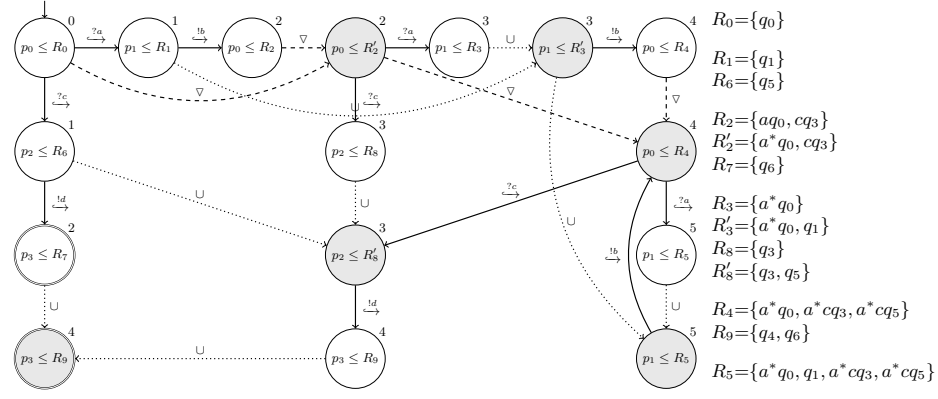 0 1 2 3 3 4
p₀ ≤ R₀ ?a↪ p₁ ≤ R₁ !b↪ p₀ ≤ R₂ ∇ p₀ ≤ R′₂ ?a↪ p₁ ≤ R₃ ∪ p₁ ≤ R′₃ !b↪ p₀ ≤ R₄
∇ ∪ ∇ ∇
?c↪ ?c↪
1 3 4
p₂ ≤ R₆ p₂ ≤ R₈ p₀ ≤ R₄
!d↪ ∪ ∪ ?c↪ ∪ !b↪ ?a↪
2 3 5
p₃ ≤ R₇ p₂ ≤ R′₈ p₁ ≤ R₅
∪ !d↪ ∪
4 4 5
p₃ ≤ R₉ ∪ p₃ ≤ R₉ p₁ ≤ R₅
R₀={q₀}
R₁={q₁}
R₆={q₅}
R₂={aq₀, cq₃}
R′₂={a*q₀, cq₃}
R₇={q₆}
R₃={a*q₀}
R′₃={a*q₀, q₁}
R₈={q₃}
R′₈={q₃, q₅}
R₄={a*q₀, a*cq₃, a*cq₅}
R₉={q₄, q₆}
R₅={a*q₀, q₁, a*cq₃, a*cq₅}